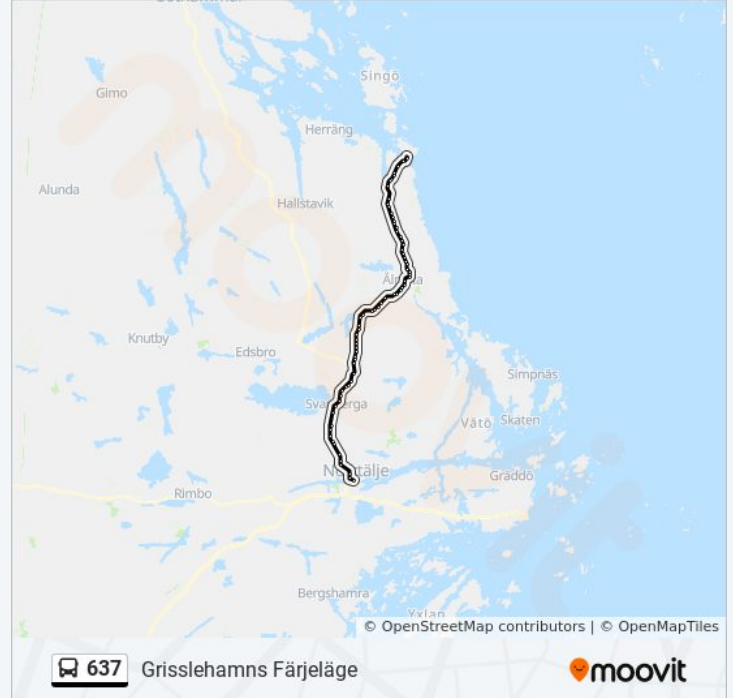 Singö
Gimo
Herräng
Alunda
Hallstavik
Knutby
Edsbro
Simpnäs
Vätö
Skaten
Gräddö
Rimbo
Bergshamra
Yxlan
© OpenStreetMap contributors | © OpenMapTiles
637 Grisslehamns Färjeläge
moovit